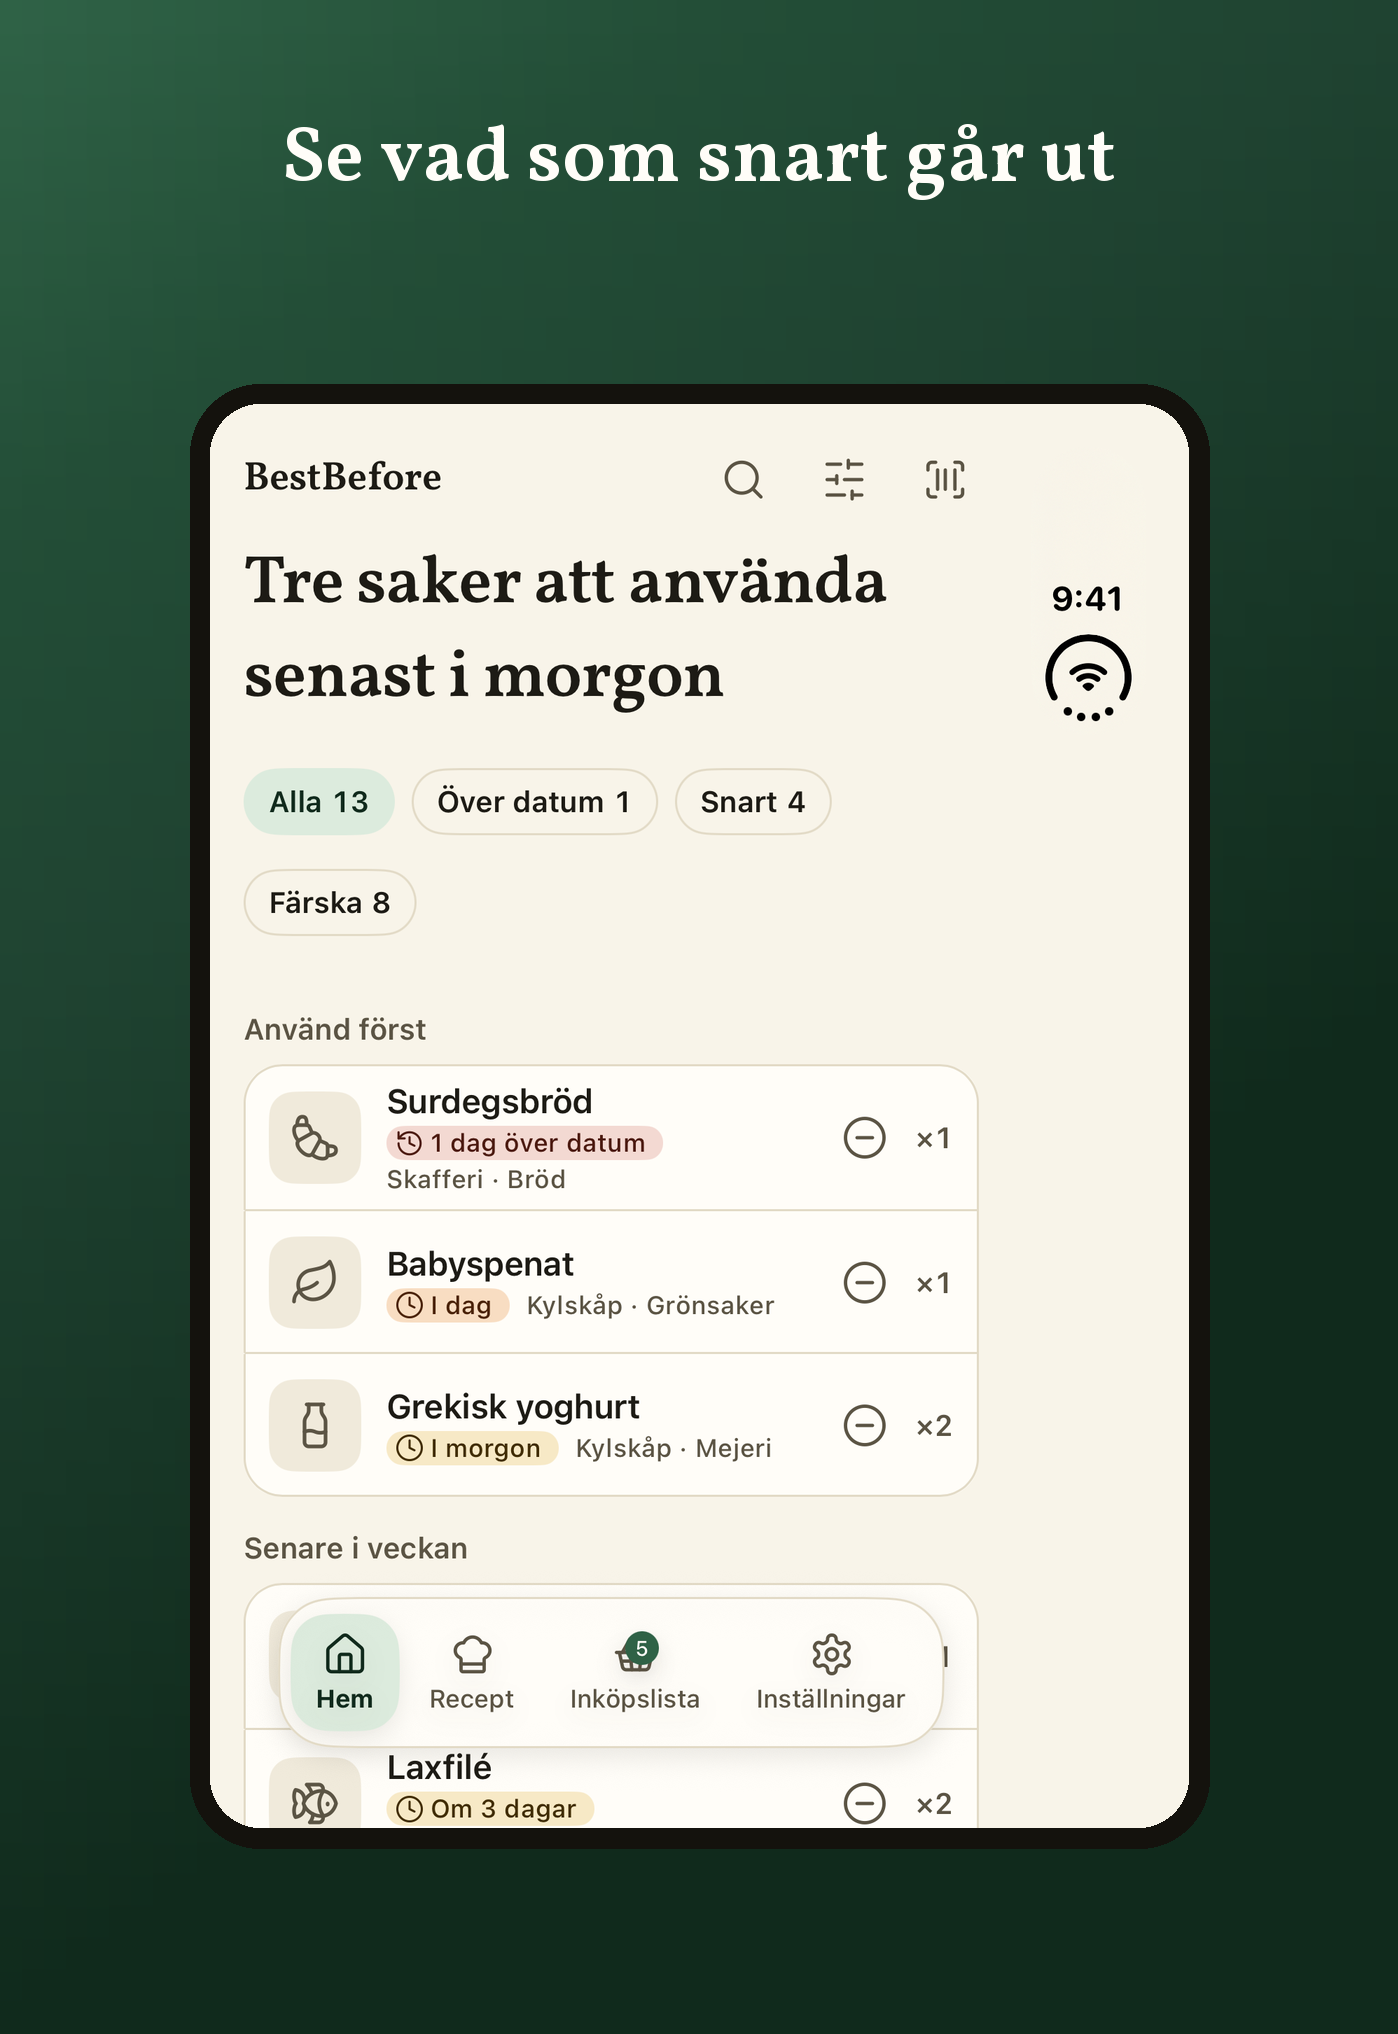 Se vad som snart går ut
BestBefore
Tre saker att använda
senast i morgon
9:41
Alla 13
Över datum 1
Snart 4
Färska 8
Använd först
Surdegsbröd
1 dag över datum
Skafferi · Bröd
×1
Babyspenat
I dag
Kylskåp · Grönsaker
×1
Grekisk yoghurt
I morgon
Kylskåp · Mejeri
×2
Senare i veckan
5
Hem
Recept
Inköpslista
Inställningar
Laxfilé
Om 3 dagar
×2